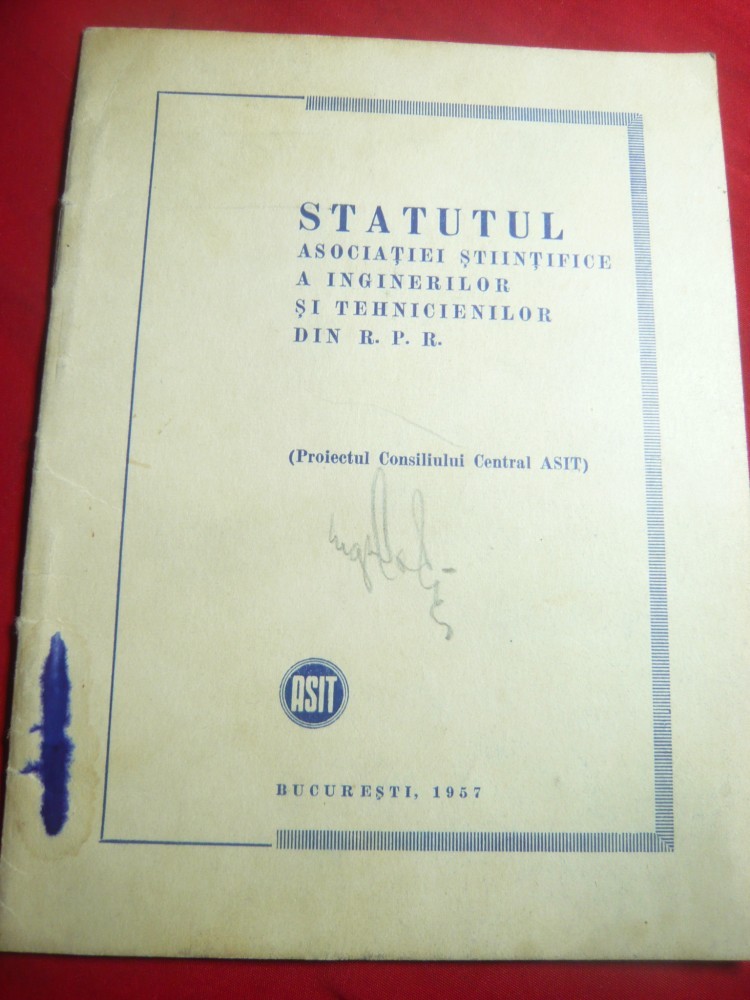 STATUTUL
ASOCIAȚIEI ȘTIINȚIFICE
A INGINERILOR
ȘI TEHNICIENILOR
DIN R. P. R.
(Proiectul Consiliului Central ASIT)
ASIT
BUCUREȘTI, 1957